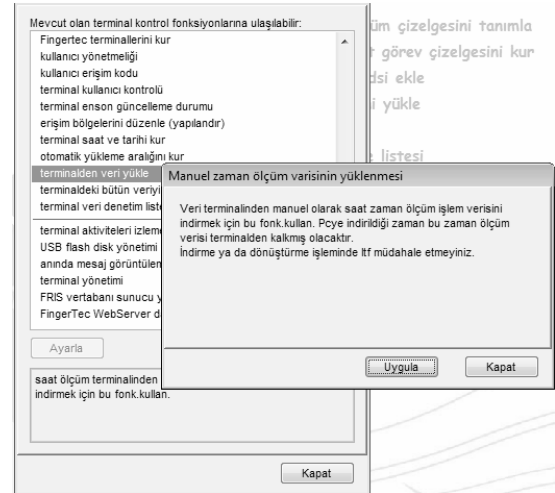 Mevcut olan terminal kontrol fonksiyonlarına ulaşılabilir:
Fingertec terminallerini kur
kullanıcı yönetmeliği
kullanıcı erişim kodu
terminal kullanıcı kontrolü
terminal enson güncelleme durumu
erişim bölgelerini düzenle (yapılandır)
terminal saat ve tarihi kur
otomatik yükleme aralığını kur
terminalden veri yükle
terminaldeki bütün veriyi
terminal veri denetim liste
terminal aktiviteleri izleme
USB flash disk yönetimi
anında mesaj görüntülen
terminal yönetimi
FRIS vertabanı sunucu y
FingerTec WebServer d
Ayarla
saat ölçüm terminalinden
indirmek için bu fonk.kullan.
Kapat
üm çizelgesini tanımla
görev çizelgesini kur
dsi ekle
i yükle
listesi
Manuel zaman ölçüm varisinin yüklenmesi
Veri terminalinden manuel olarak saat zaman ölçüm işlem verisini
indirmek için bu fonk.kullan. Pcye indirildiği zaman bu zaman ölçüm
verisi terminalden kalkmış olacaktır.
İndirme ya da dönüştürme işleminde ltf müdahale etmeyiniz.
Uygula
Kapat